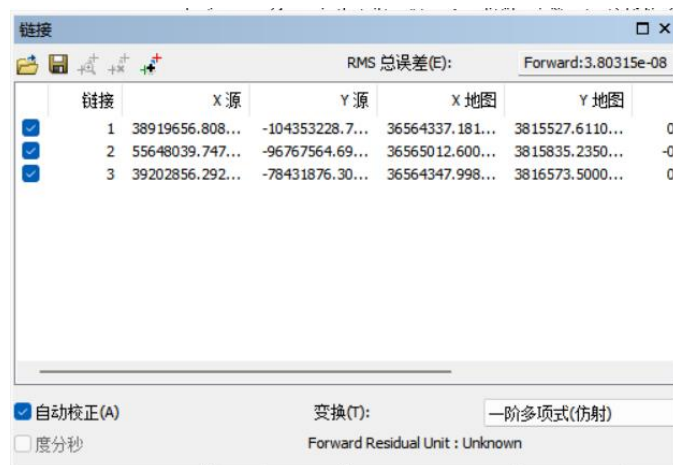 链接
RMS 总误差(E): Forward:3.80315e-08
链接 X 源 Y 源 X 地图 Y 地图
1 38919656.808... -104353228.7... 36564337.181... 3815527.6110... 0
2 55648039.747... -96767564.69... 36565012.600... 3815835.2350... -0
3 39202856.292... -78431876.30... 36564347.998... 3816573.5000... 0
自动校正(A) 变换(T): 一阶多项式(仿射)
度分秒 Forward Residual Unit : Unknown